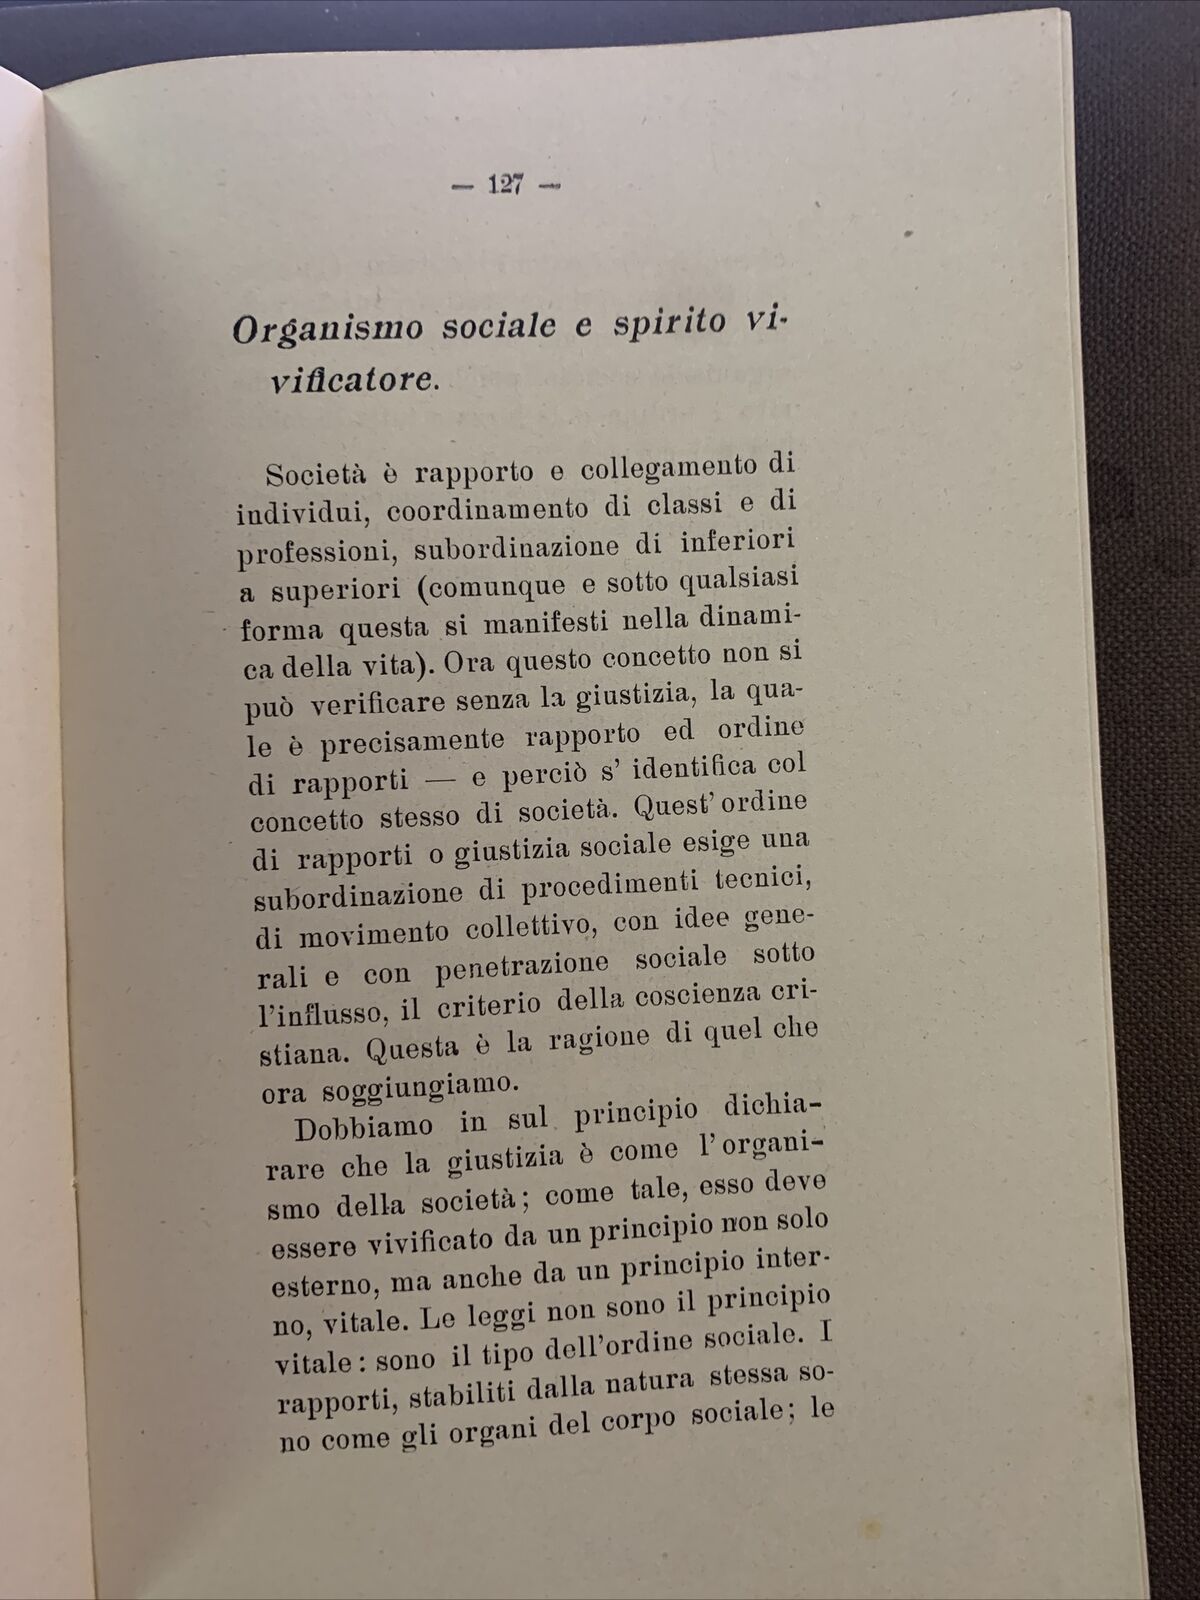 — 127 —
Organismo sociale e spirito vi-
vificatore.
Società è rapporto e collegamento di
individui, coordinamento di classi e di
professioni, subordinazione di inferiori
a superiori (comunque e sotto qualsiasi
forma questa si manifesti nella dinami-
ca della vita). Ora questo concetto non si
può verificare senza la giustizia, la qua-
le è precisamente rapporto ed ordine
di rapporti — e perciò s' identifica col
concetto stesso di società. Quest' ordine
di rapporti o giustizia sociale esige una
subordinazione di procedimenti tecnici,
di movimento collettivo, con idee gene-
rali e con penetrazione sociale sotto
l'influsso, il criterio della coscienza cri-
stiana. Questa è la ragione di quel che
ora soggiungiamo.
Dobbiamo in sul principio dichia-
rare che la giustizia è come l' organi-
smo della società; come tale, esso deve
essere vivificato da un principio non solo
esterno, ma anche da un principio inter-
no, vitale. Le leggi non sono il principio
vitale: sono il tipo dell'ordine sociale. I
rapporti, stabiliti dalla natura stessa so-
no come gli organi del corpo sociale; le